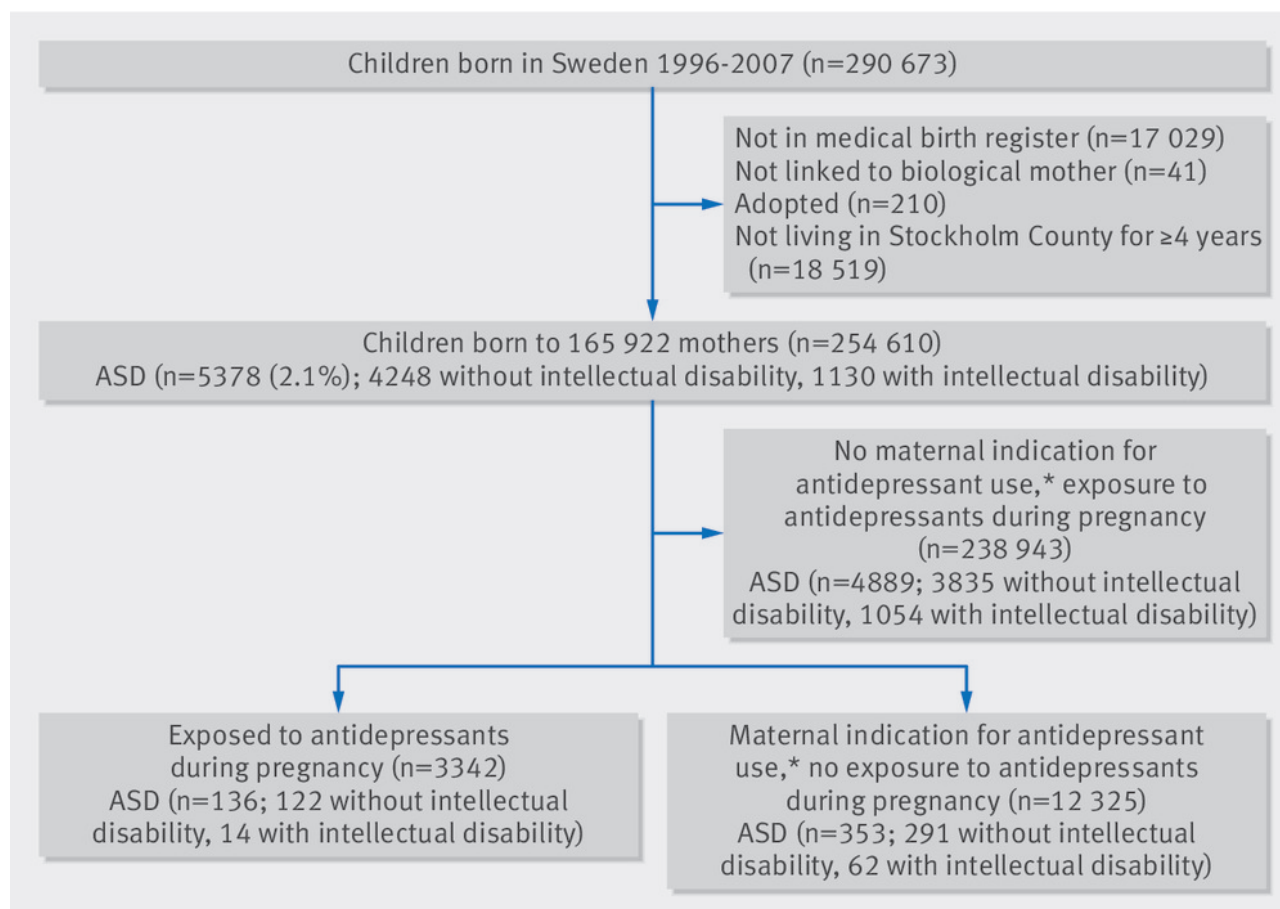 Children born in Sweden 1996-2007 (n=290 673)
Not in medical birth register (n=17 029)
Not linked to biological mother (n=41)
Adopted (n=210)
Not living in Stockholm County for ≥4 years
(n=18 519)
Children born to 165 922 mothers (n=254 610)
ASD (n=5378 (2.1%); 4248 without intellectual disability, 1130 with intellectual disability)
No maternal indication for
antidepressant use,* exposure to
antidepressants during pregnancy
(n=238 943)
ASD (n=4889; 3835 without intellectual
disability, 1054 with intellectual disability)
Exposed to antidepressants
during pregnancy (n=3342)
ASD (n=136; 122 without intellectual
disability, 14 with intellectual disability)
Maternal indication for antidepressant
use,* no exposure to antidepressants
during pregnancy (n=12 325)
ASD (n=353; 291 without intellectual
disability, 62 with intellectual disability)